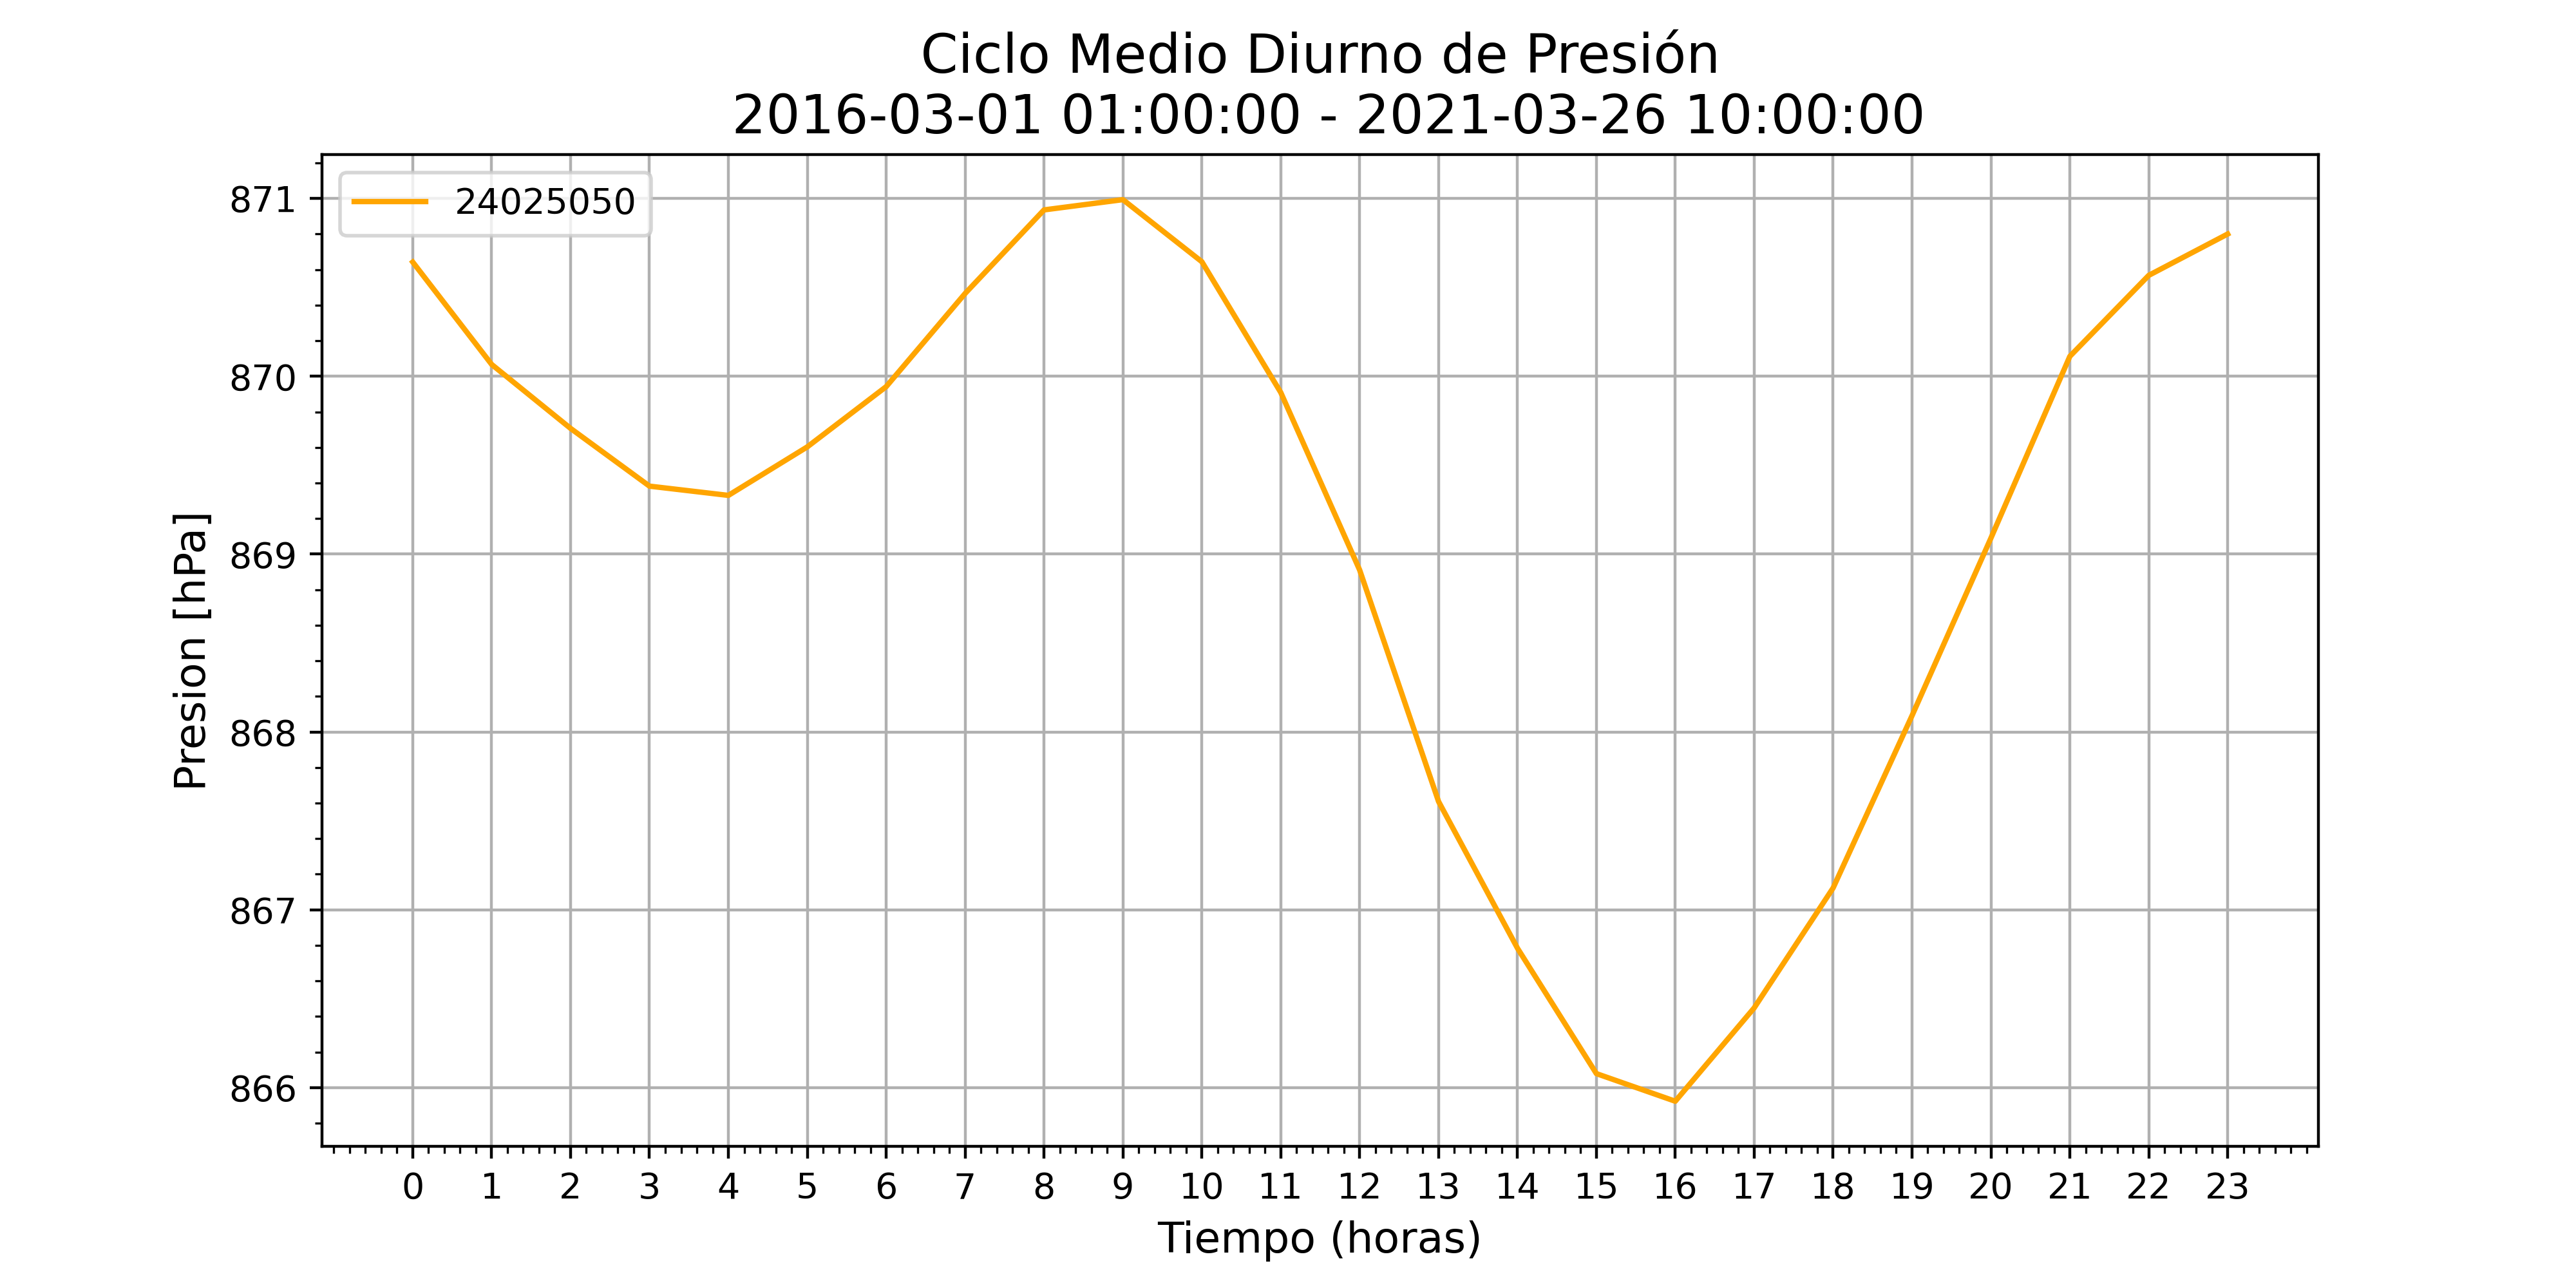 Ciclo Medio Diurno de Presión
2016-03-01 01:00:00 - 2021-03-26 10:00:00
24025050
871
870
869
868
867
866
Presion [hPa]
0 1 2 3 4 5 6 7 8 9 10 11 12 13 14 15 16 17 18 19 20 21 22 23
Tiempo (horas)